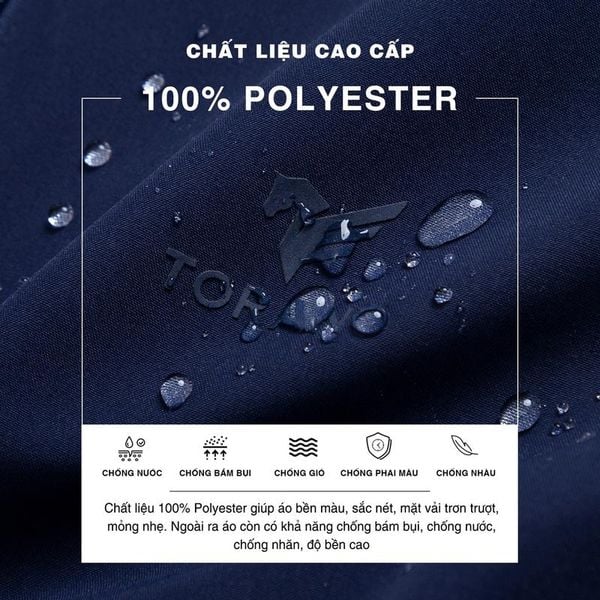 CHẤT LIỆU CAO CẤP
100% POLYESTER
TORANO
CHỐNG NƯỚC
CHỐNG BÁM BỤI
CHỐNG GIÓ
CHỐNG PHAI MÀU
CHỐNG NHÀU
Chất liệu 100% Polyester giúp áo bền màu, sắc nét, mặt vải trơn trượt,
mỏng nhẹ. Ngoài ra áo còn có khả năng chống bám bụi, chống nước,
chống nhăn, độ bền cao